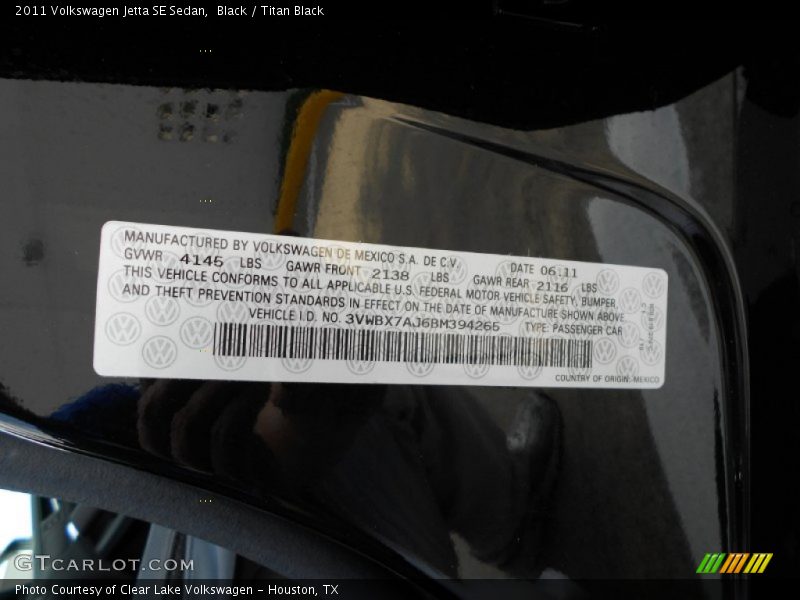 2011 Volkswagen Jetta SE Sedan,  Black / Titan Black
MANUFACTURED BY VOLKSWAGEN DE MEXICO S.A. DE C.V. DATE 06.11
GVWR 4145 LBS GAWR FRONT 2138 LBS GAWR REAR 2116 LBS
THIS VEHICLE CONFORMS TO ALL APPLICABLE U.S. FEDERAL MOTOR VEHICLE SAFETY, BUMPER,
AND THEFT PREVENTION STANDARDS IN EFFECT ON THE DATE OF MANUFACTURE SHOWN ABOVE.
VEHICLE I.D. NO. 3VWBX7AJ6BM394265 TYPE: PASSENGER CAR
COUNTRY OF ORIGIN: MEXICO
GTCARLOT.COM
Photo Courtesy of Clear Lake Volkswagen - Houston, TX